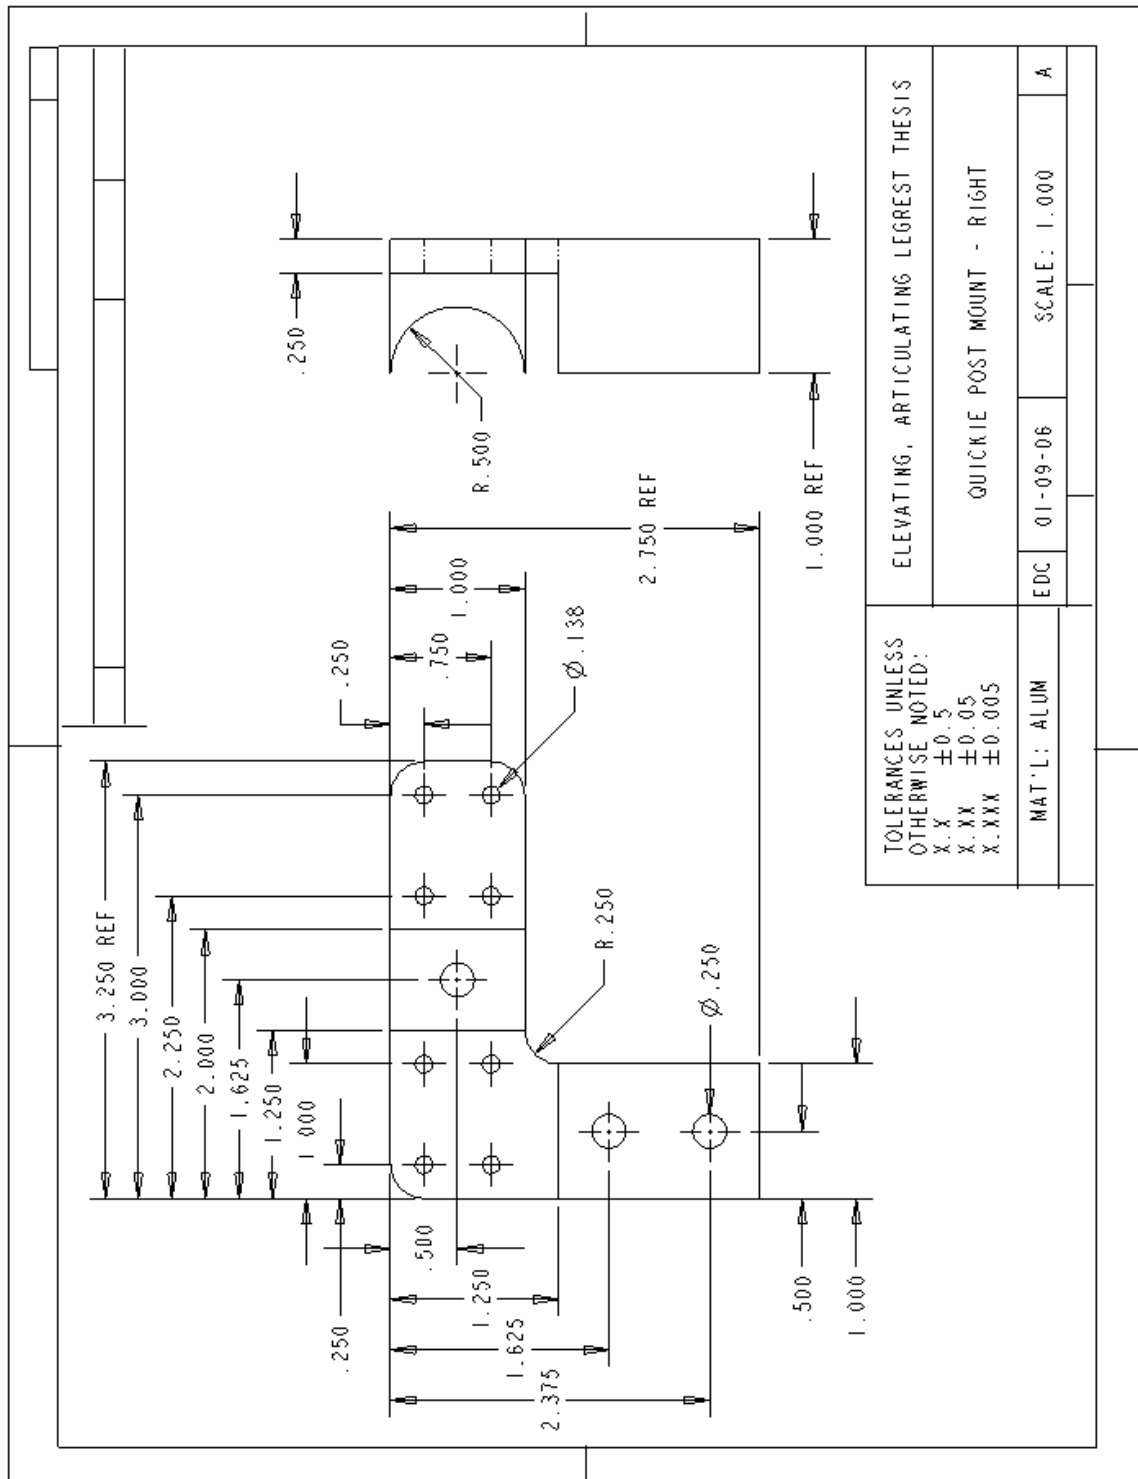 3.250 REF
3.000
2.250
2.000
1.625
1.250
1.000
.250
.500
1.250
1.625
2.375
.250
.750
1.000
2.750 REF
Ø.138
R.250
Ø.250
.500
1.000
.250
R.500
1.000 REF
TOLERANCES UNLESS
OTHERWISE NOTED:
X.X ±0.5
X.XX ±0.05
X.XXX ±0.005
MAT'L: ALUM
ELEVATING, ARTICULATING LEGREST THESIS
QUICKIE POST MOUNT - RIGHT
EDC 01-09-06 SCALE: 1.000 A